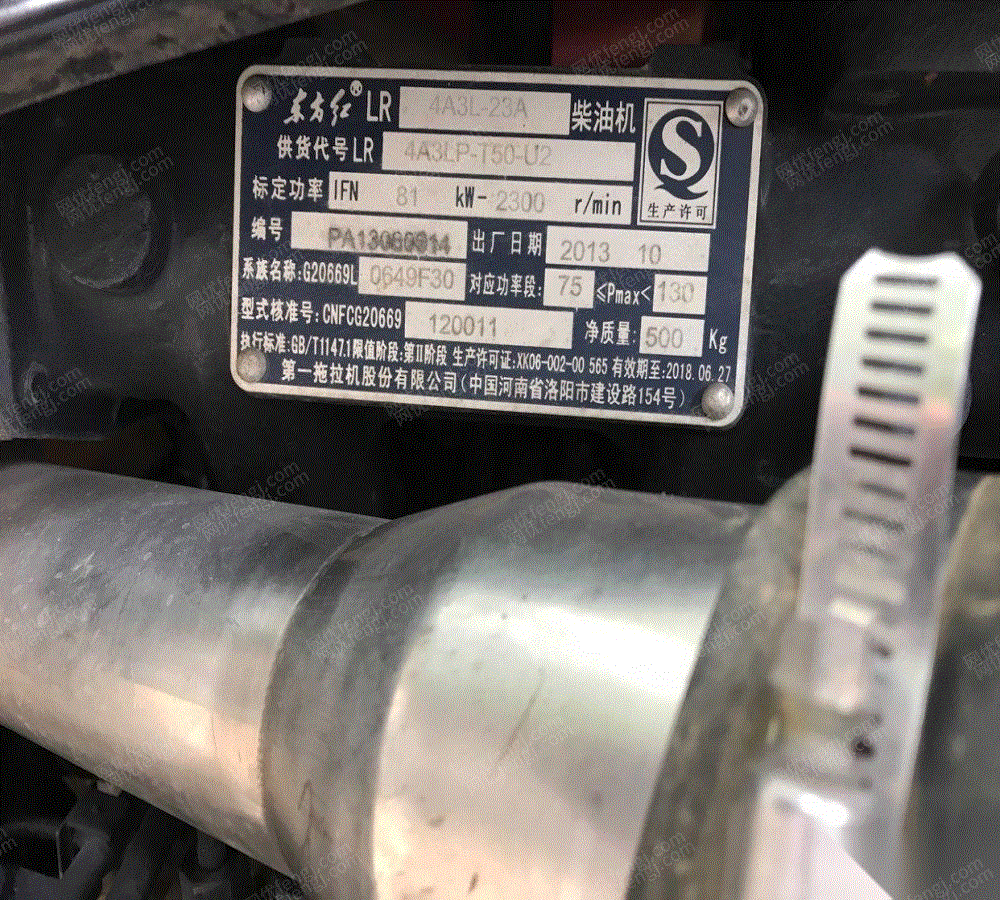 东方红® LR 4A3L-23A 柴油机
供货代号 LR 4A3LP-T50-U2
标定功率 IFN 81 kW- 2300 r/min
生产许可
编号 出厂日期 2013 10
系族名称:G20669L 0649F30 对应功率段: 75 ≤Pmax< 130
型式核准号:CNFCG20669 120011 净质量: 500 Kg
执行标准:GB/T1147.1 限值阶段:第II阶段 生产许可证:XK06-002-00 565 有效期至:2018.06.27
第一拖拉机股份有限公司(中国河南省洛阳市建设路154号)